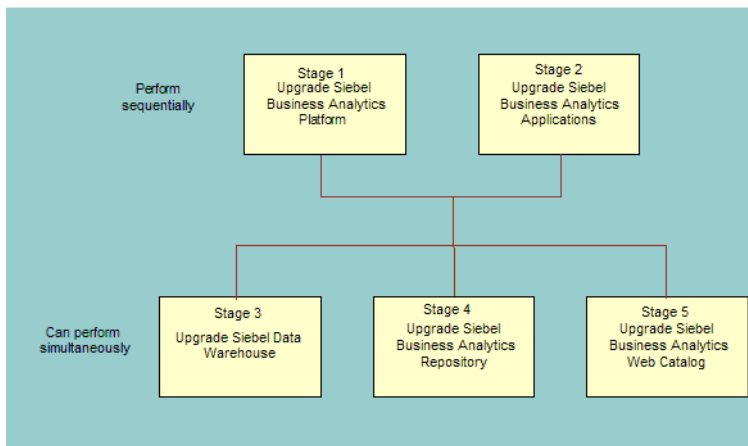 Perform
sequentially
Stage 1
Upgrade Siebel
Business Analytics
Platform
Stage 2
Upgrade Siebel
Business Analytics
Applications
Can perform
simultaneously
Stage 3
Upgrade Siebel Data
Warehouse
Stage 4
Upgrade Siebel
Business Analytics
Repository
Stage 5
Upgrade Siebel
Business Analytics
Web Catalog